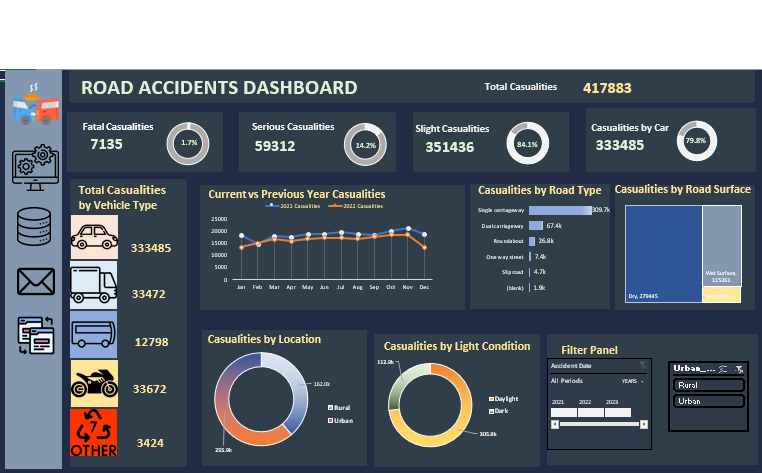 ROAD ACCIDENTS DASHBOARD
Total Casualities
417883
Fatal Casualities
7135
1.7%
Serious Casualities
59312
14.2%
Slight Casualities
351436
84.1%
Casualities by Car
333485
79.8%
Total Casualities
by Vehicle Type
333485
33472
12798
33672
7
OTHER
3424
Current vs Previous Year Casualities
2021 Casualities
2022 Casualities
25000
20000
15000
10000
5000
0
Jan Feb Mar Apr May Jun Jul Aug Sep Oct Nov Dec
Casualities by Road Type
Single carriageway 309.7k
Dual carriageway 67.4k
Roundabout 26.8k
One way street 7.4k
Slip road 4.7k
(blank) 1.9k
Casualities by Road Surface
Dry, 279445
Wet Surface,
115261
Casualities by Location
162.0k
255.9k
Rural
Urban
Casualities by Light Condition
112.9k
305.0k
Daylight
Dark
Filter Panel
Accident Date
All Periods
YEARS
2021 2022 2023
Urban_...
Rural
Urban